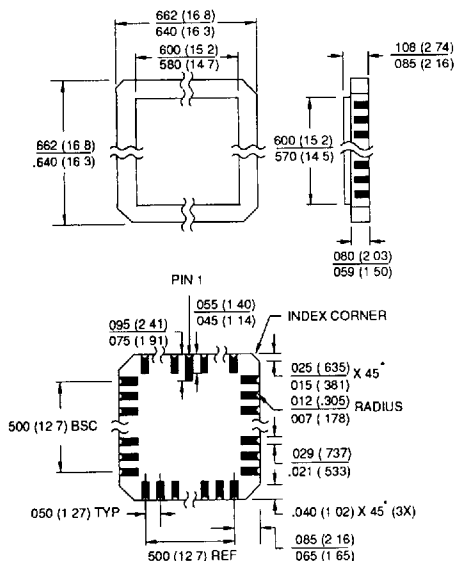 662 (16 8)
640 (16 3)
600 (15 2)
580 (14 7)
108 (2 74)
085 (2 16)
662 (16 8)
.640 (16 3)
600 (15 2)
570 (14 5)
080 (2 03)
059 (1 50)
PIN 1
055 (1 40)
045 (1 14)
INDEX CORNER
095 (2 41)
075 (1 91)
025 (635) X 45°
015 (381)
012 (.305) RADIUS
007 ( 178)
500 (12 7) BSC
029 (737)
.021 ( 533)
050 (1 27) TYP
.040 (1 02) X 45° (3X)
085 (2 16)
065 (1 65)
500 (12 7) REF